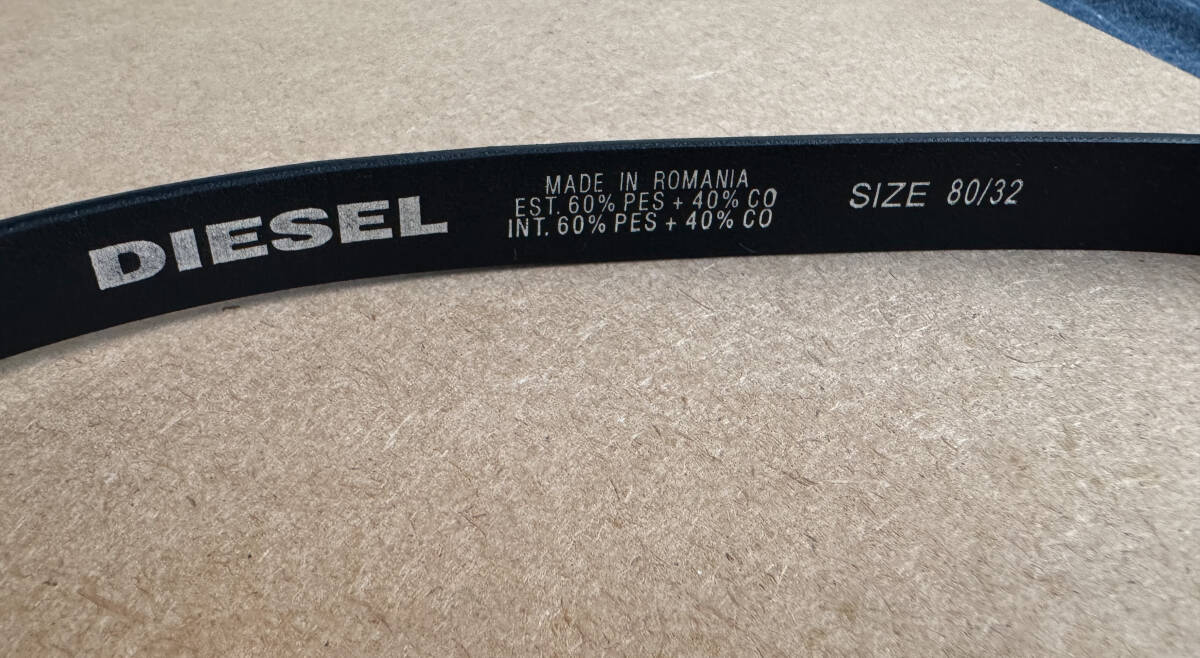 DIESEL
MADE IN ROMANIA
EST. 60% PES + 40% CO
INT. 60% PES + 40% CO
SIZE 80/32